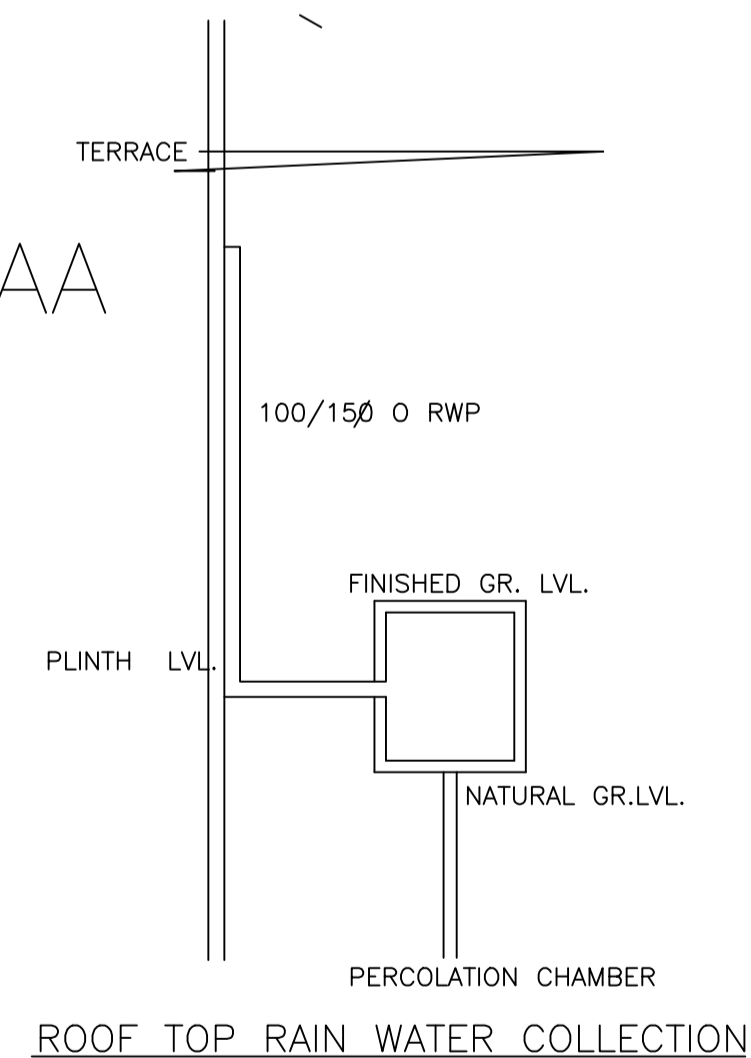 TERRACE
AA
100/15Ø O RWP
FINISHED GR. LVL.
PLINTH LVL.
NATURAL GR.LVL.
PERCOLATION CHAMBER
ROOF TOP RAIN WATER COLLECTION